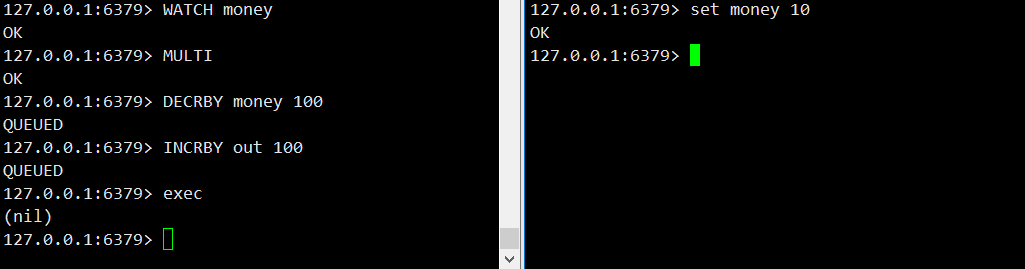 127.0.0.1:6379> WATCH money
OK
127.0.0.1:6379> MULTI
OK
127.0.0.1:6379> DECRBY money 100
QUEUED
127.0.0.1:6379> INCRBY out 100
QUEUED
127.0.0.1:6379> exec
(nil)
127.0.0.1:6379>
127.0.0.1:6379> set money 10
OK
127.0.0.1:6379>